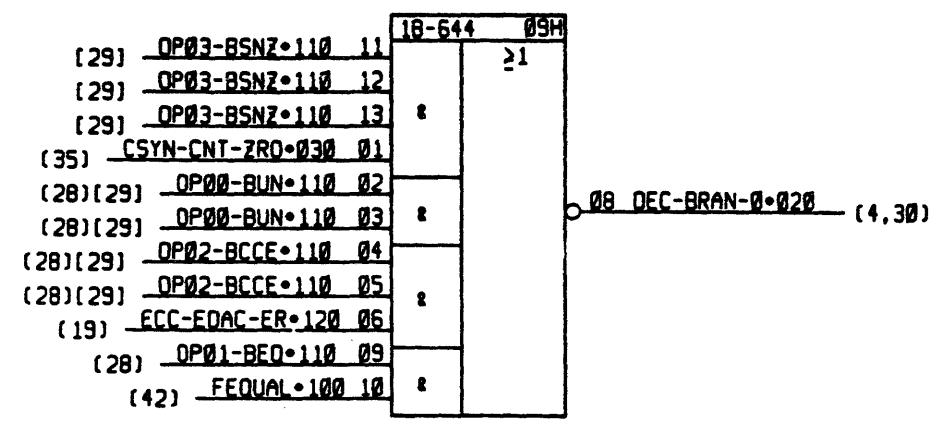 18-644 09H
≥1
[29] OP03-BSNZ•110 11
[29] OP03-BSNZ•110 12
[29] OP03-BSNZ•110 13
&
(35) CSYN-CNT-ZRO•030 01
(28)[29] OP00-BUN•110 02
(28)[29] OP00-BUN•110 03
&
08 DEC-BRAN-0•020 (4,30)
(28)[29] OP02-BCCE•110 04
(28)[29] OP02-BCCE•110 05
&
(19) ECC-EDAC-ER•120 06
(28) OP01-BEQ•110 09
(42) FEQUAL•100 10
&